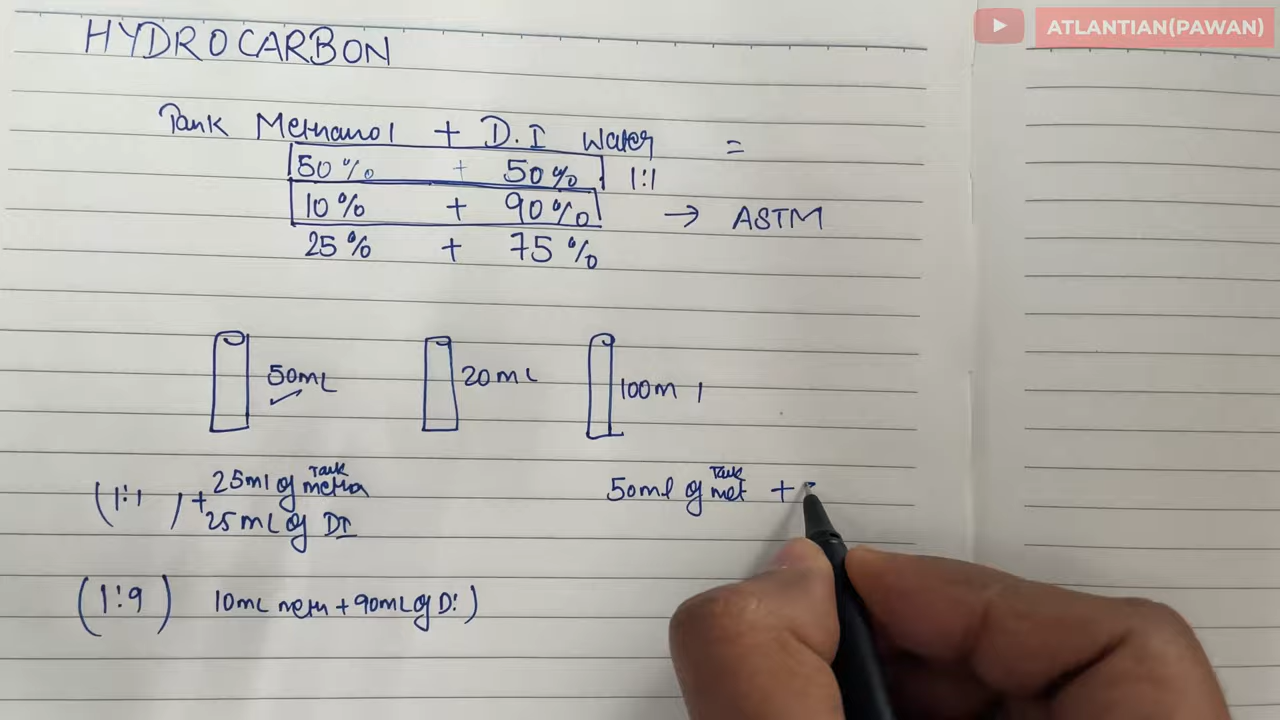 ATLANTIAN(PAWAN)
HYDROCARBON
Tank Methanol + D.I Water =
50% + 50% 1:1
10% + 90% → ASTM
25% + 75%
50mL 20mL 100ml
(1:1) + 25ml of Tank metha
25mL of DI
50ml of Tank met +
(1:9) 10mL meth + 90mL of Di)